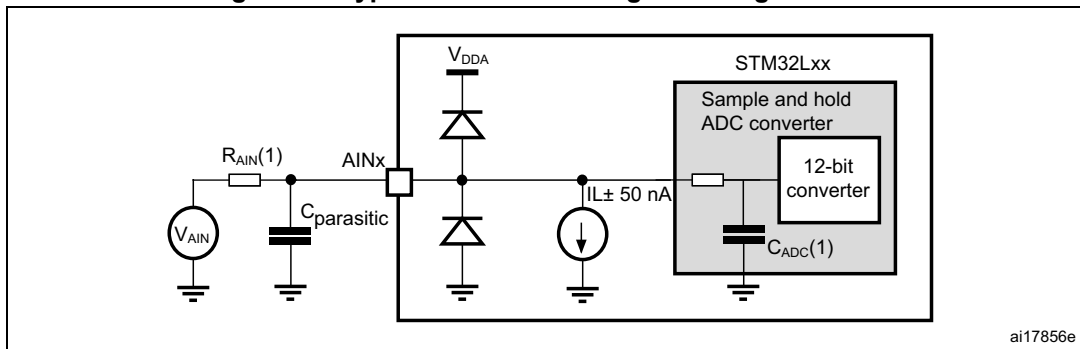 V_DDA
STM32Lxx
Sample and hold
ADC converter
R_AIN(1)
AINx
12-bit
converter
IL± 50 nA
C_parasitic
V_AIN
C_ADC(1)
ai17856e